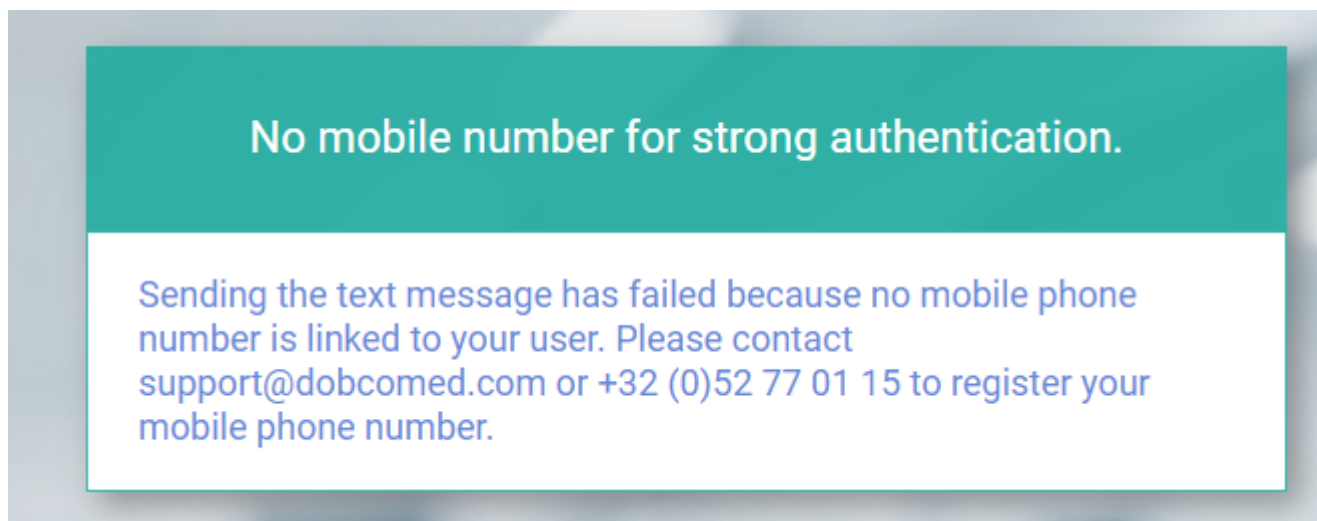 No mobile number for strong authentication.
Sending the text message has failed because no mobile phone
number is linked to your user. Please contact
support@dobcomed.com or +32 (0)52 77 01 15 to register your
mobile phone number.